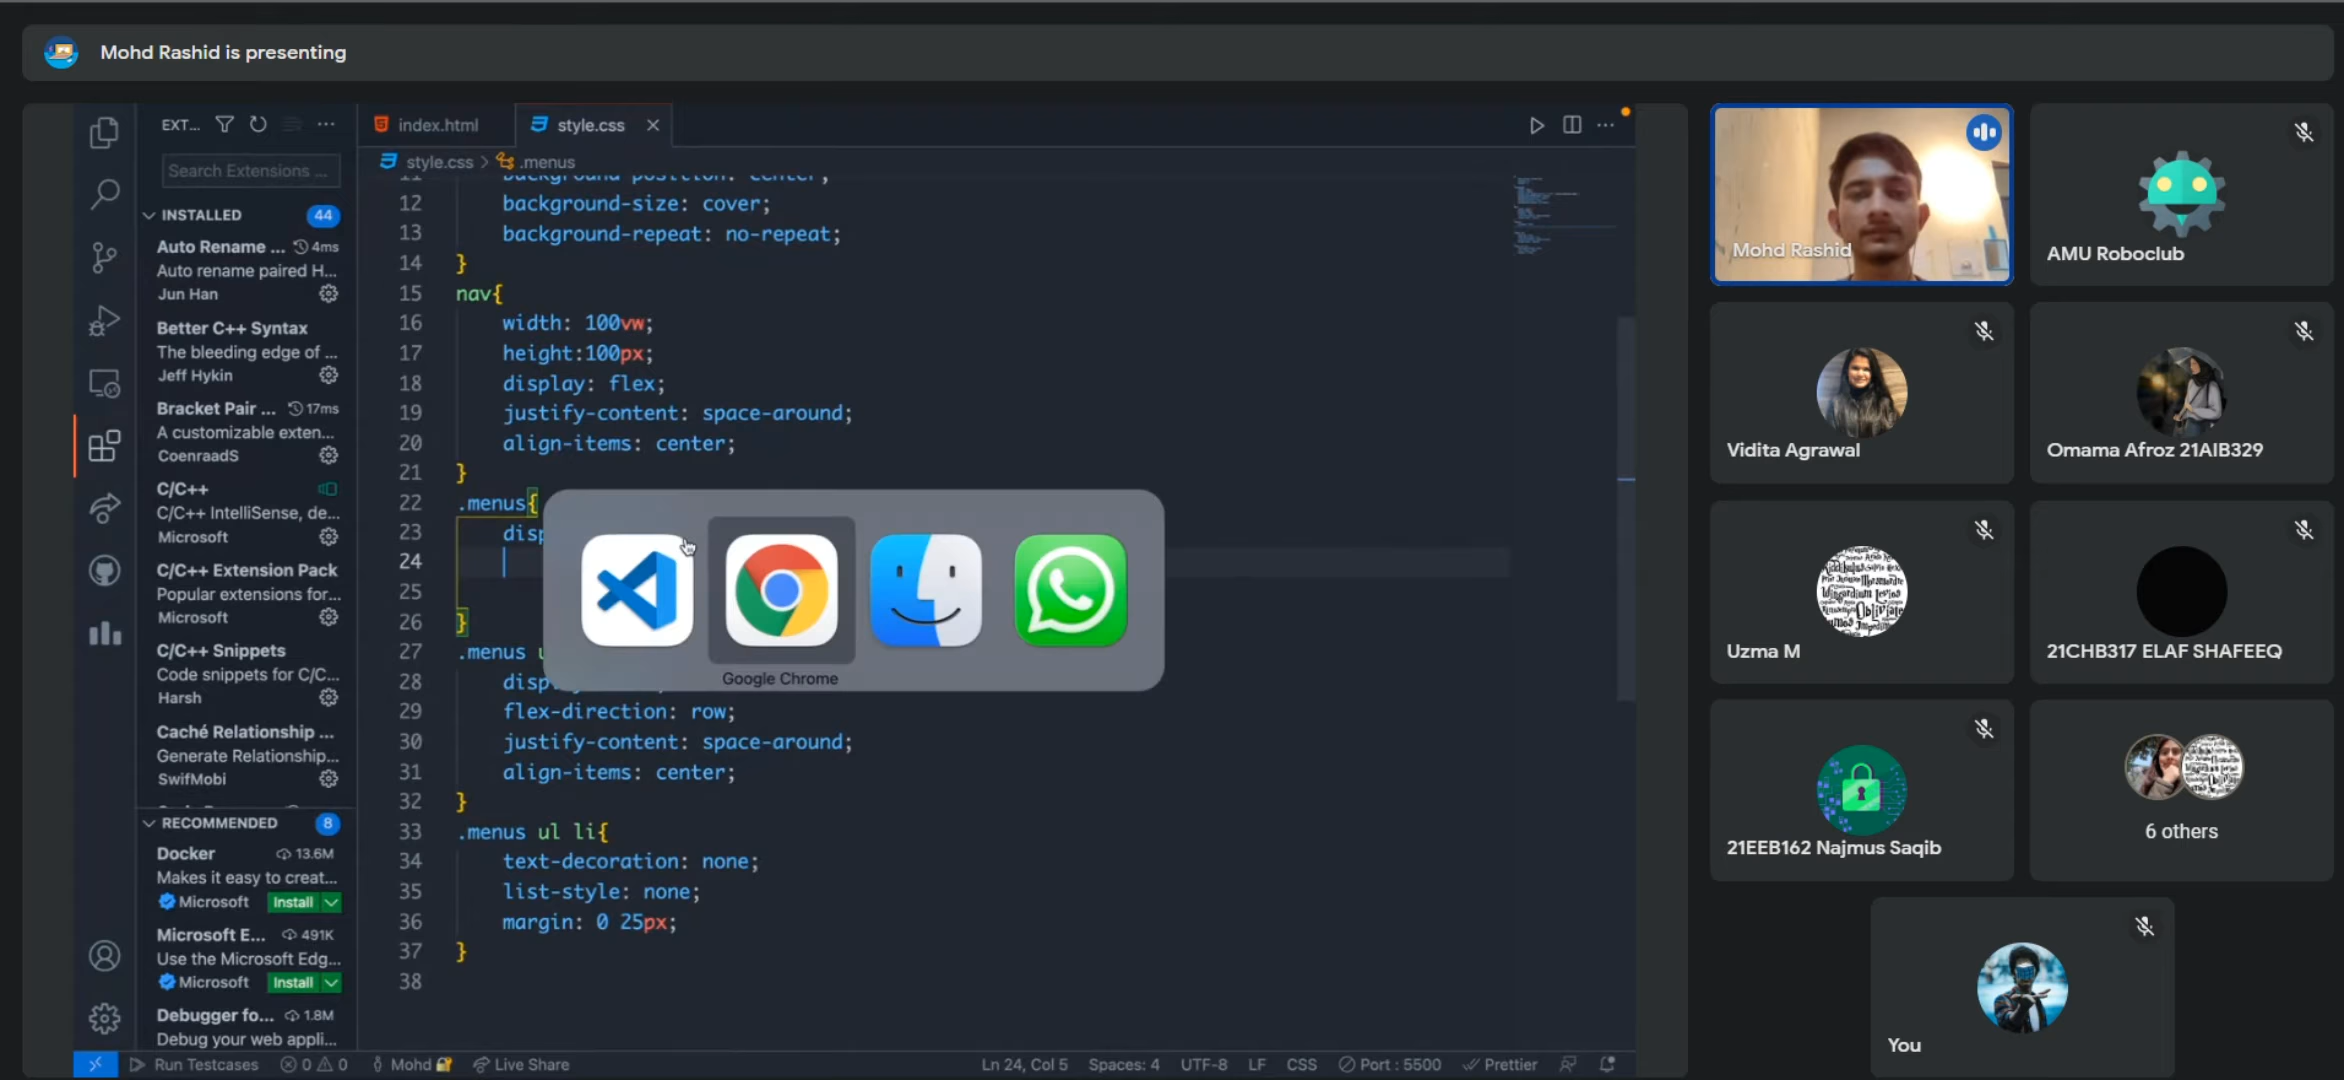 Mohd Rashid is presenting
EXT...
Search Extensions ...
INSTALLED 44
Auto Rename ... 4ms
Auto rename paired H...
Jun Han
Better C++ Syntax
The bleeding edge of ...
Jeff Hykin
Bracket Pair ... 17ms
A customizable exten...
CoenraadS
C/C++
C/C++ IntelliSense, de...
Microsoft
C/C++ Extension Pack
Popular extensions for...
Microsoft
C/C++ Snippets
Code snippets for C/C...
Harsh
Caché Relationship ...
Generate Relationship...
SwifMobi
RECOMMENDED 8
Docker 13.6M
Makes it easy to creat...
Microsoft Install
Microsoft E... 491K
Use the Microsoft Edg...
Microsoft Install
Debugger fo... 1.8M
Debug your web appli...
index.html style.css
style.css > .menus
11 background-position: center;
12 background-size: cover;
13 background-repeat: no-repeat;
14 }
15 nav{
16 width: 100vw;
17 height:100px;
18 display: flex;
19 justify-content: space-around;
20 align-items: center;
21 }
22 .menus{
23 disp
24
25
26 }
27 .menus u
28 disp
29 flex-direction: row;
30 justify-content: space-around;
31 align-items: center;
32 }
33 .menus ul li{
34 text-decoration: none;
35 list-style: none;
36 margin: 0 25px;
37 }
38
Google Chrome
Run Testcases 0 0 Mohd Live Share Ln 24, Col 5 Spaces: 4 UTF-8 LF CSS Port : 5500 Prettier
Mohd Rashid
AMU Roboclub
Vidita Agrawal
Omama Afroz 21AIB329
Uzma M
21CHB317 ELAF SHAFEEQ
21EEB162 Najmus Saqib
6 others
You